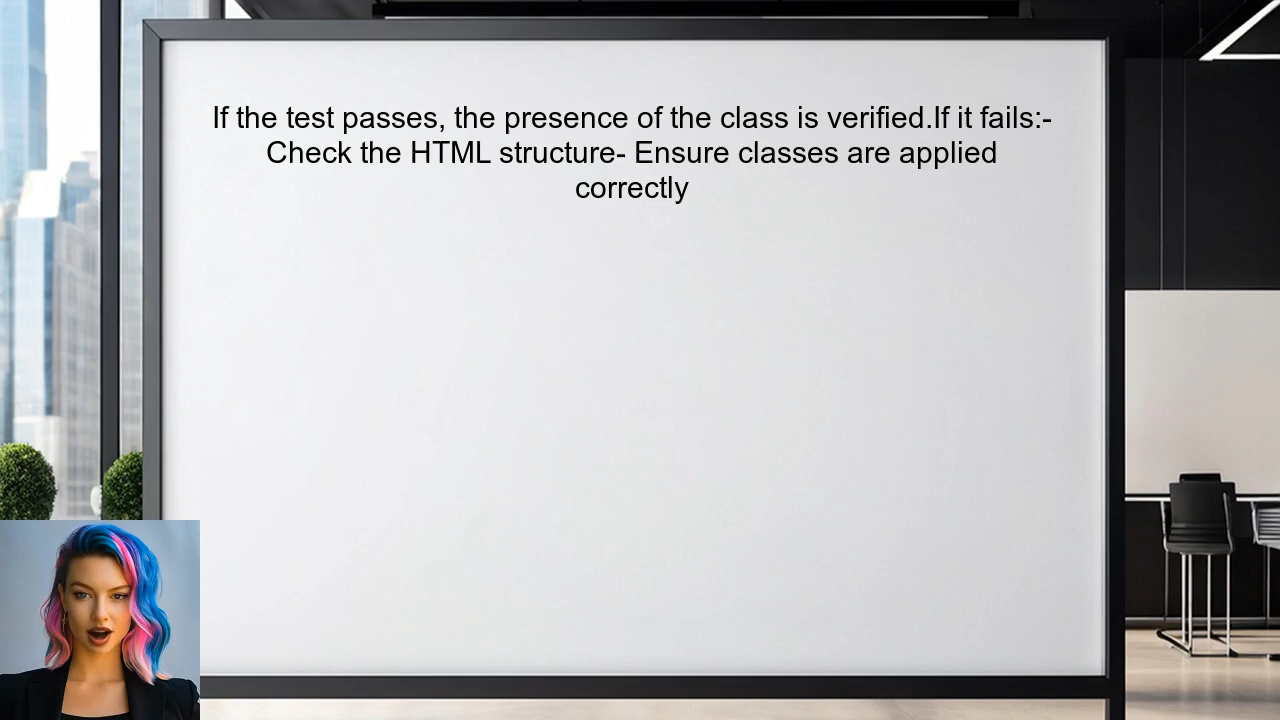 If the test passes, the presence of the class is verified.If it fails:-
Check the HTML structure- Ensure classes are applied
correctly